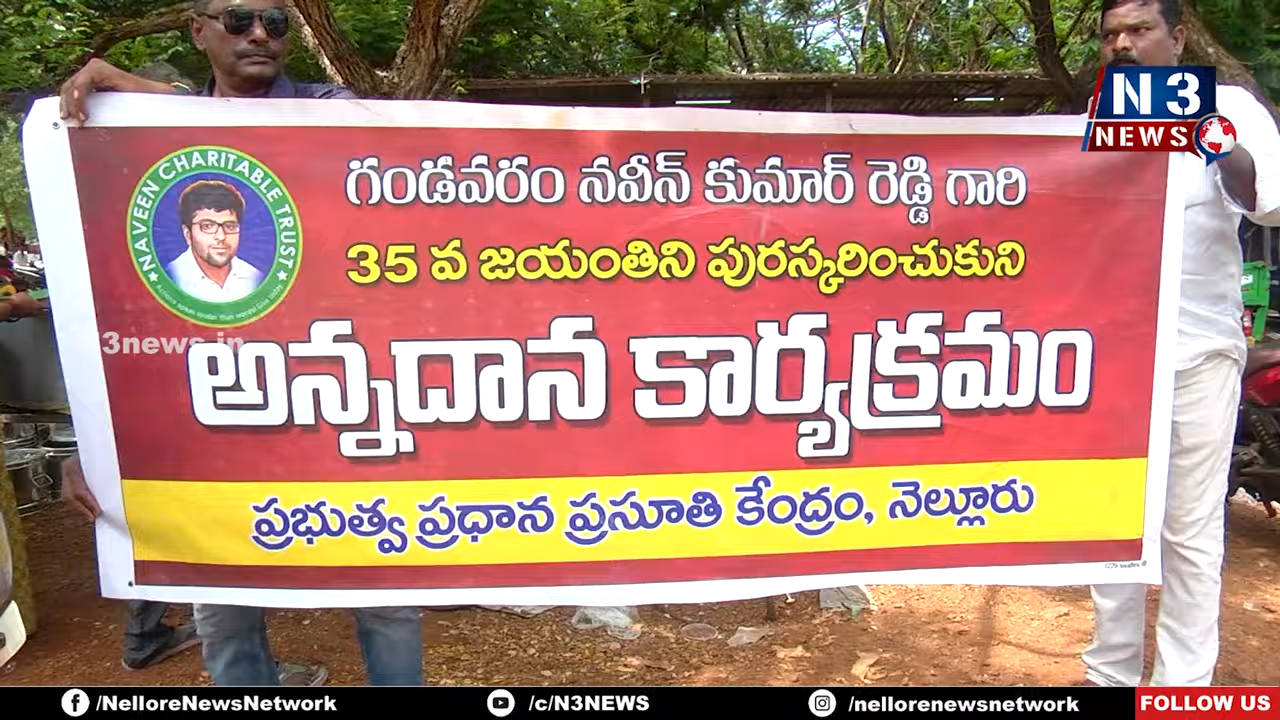 N3
NEWS
NAVEEN CHARITABLE TRUST
గండవరం నవీన్ కుమార్ రెడ్డి గారి
35 వ జయంతిని పురస్కరించుకుని
3news.in
అన్నదాన కార్యక్రమం
ప్రభుత్వ ప్రధాన ప్రసూతి కేంద్రం, నెల్లూరు
/NelloreNewsNetwork
/c/N3NEWS
/nellorenewsnetwork
FOLLOW US